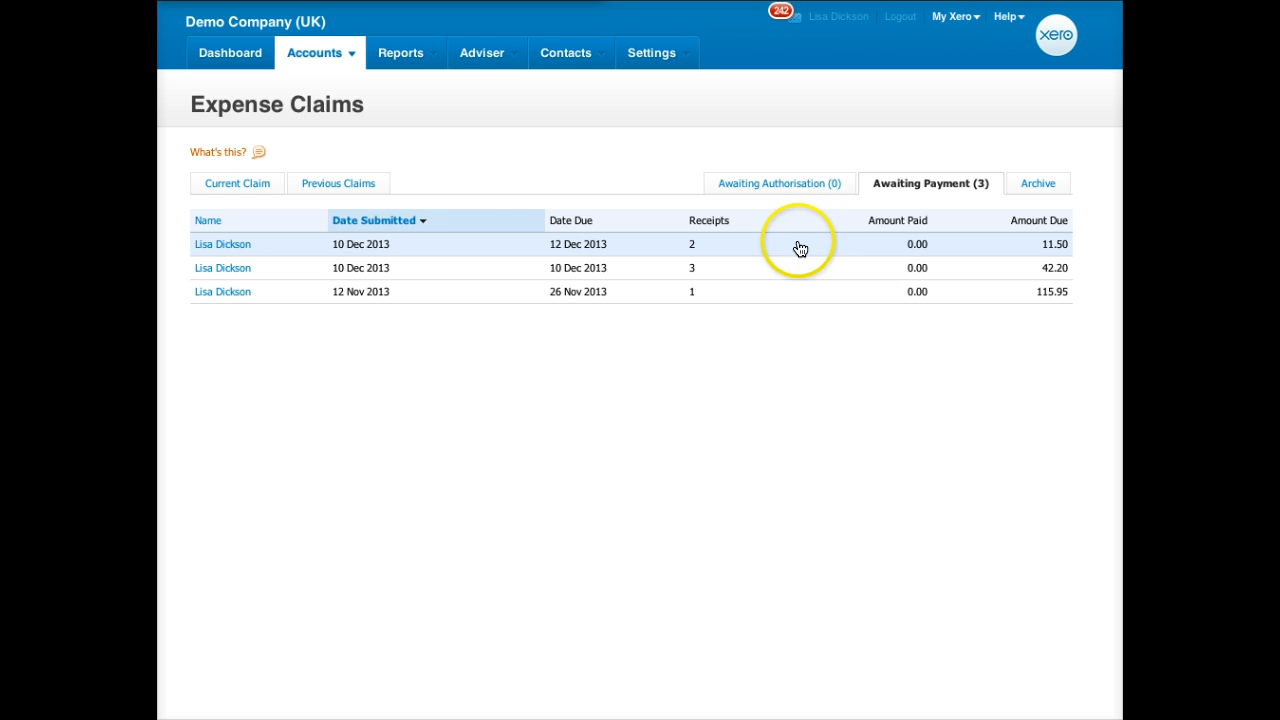 Demo Company (UK)
242 Lisa Dickson Logout My Xero Help
xero
Dashboard Accounts Reports Adviser Contacts Settings
Expense Claims
What's this?
Current Claim Previous Claims Awaiting Authorisation (0) Awaiting Payment (3) Archive
Name Date Submitted Date Due Receipts Amount Paid Amount Due
Lisa Dickson 10 Dec 2013 12 Dec 2013 2 0.00 11.50
Lisa Dickson 10 Dec 2013 10 Dec 2013 3 0.00 42.20
Lisa Dickson 12 Nov 2013 26 Nov 2013 1 0.00 115.95